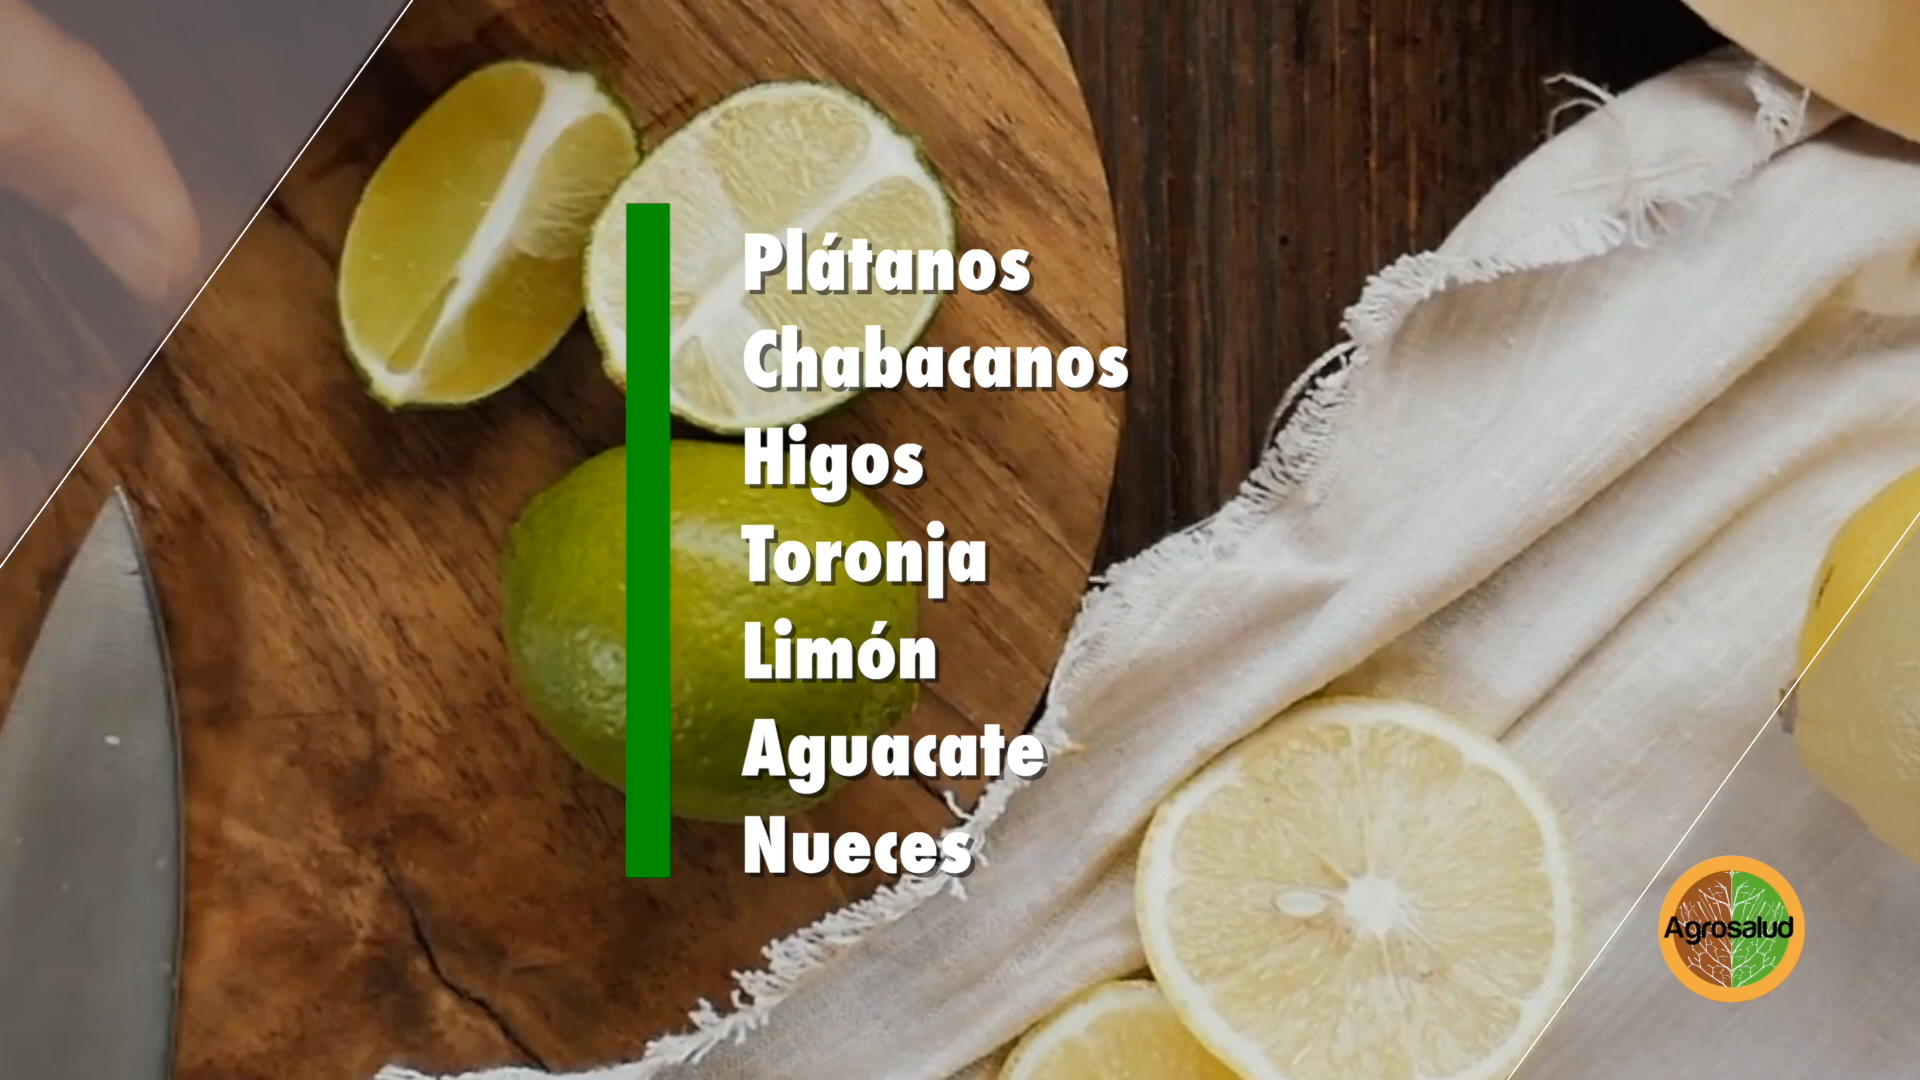 Plátanos
Chabacanos
Higos
Toronja
Limón
Aguacate
Nueces
Agrosalud